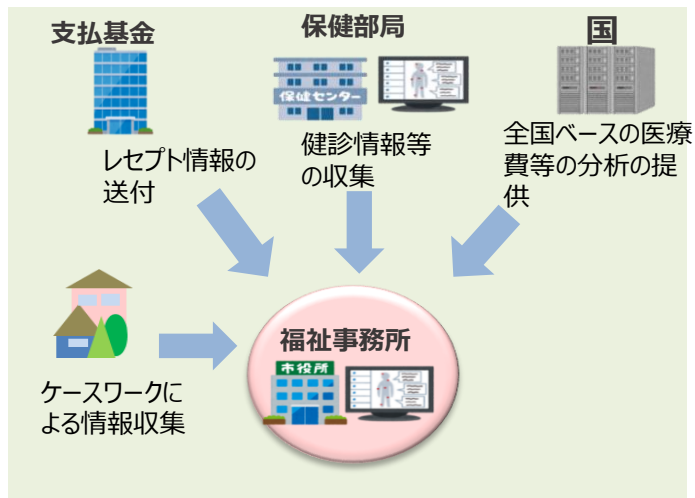 支払基金
保健部局
国
保健センター
レセプト情報の
送付
健診情報等
の収集
全国ベースの医療
費等の分析の提
供
福祉事務所
市役所
ケースワークに
よる情報収集